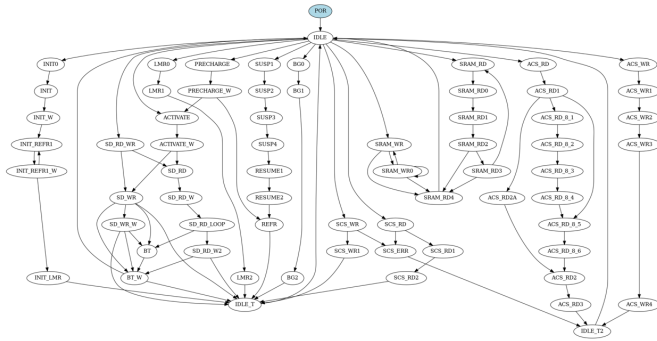 POR
IDLE
INIT0
LMR0
PRECHARGE
SUSP1
BG0
SRAM_RD
ACS_RD
ACS_WR
INIT
LMR1
PRECHARGE_W
SUSP2
BG1
SRAM_RD0
ACS_RD1
ACS_WR1
INIT_W
ACTIVATE
SUSP3
SRAM_RD1
ACS_RD_8_1
ACS_WR2
INIT_REFR1
SD_RD_WR
ACTIVATE_W
SUSP4
SRAM_WR
SRAM_RD2
ACS_RD_8_2
ACS_WR3
INIT_REFR1_W
SD_RD
RESUME1
SRAM_WR0
SRAM_RD3
ACS_RD_8_3
SD_WR
SD_RD_W
RESUME2
SRAM_RD4
ACS_RD2A
ACS_RD_8_4
SD_WR_W
SD_RD_LOOP
REFR
SCS_WR
SCS_RD
ACS_RD_8_5
BT
SD_RD_W2
SCS_WR1
SCS_ERR
SCS_RD1
ACS_RD_8_6
INIT_LMR
BT_W
LMR2
BG2
SCS_RD2
ACS_RD2
IDLE_T
ACS_RD3
ACS_WR4
IDLE_T2